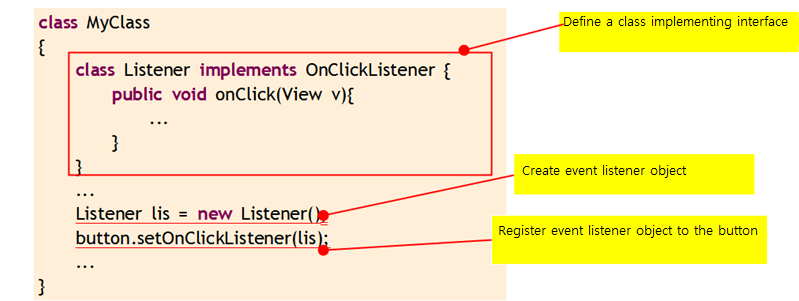 class MyClass
Define a class implementing interface
{
class Listener implements OnClickListener {
public void onClick(View v){
...
}
}
...
Create event listener object
Listener lis = new Listener();
Register event listener object to the button
button.setOnClickListener(lis);
...
}